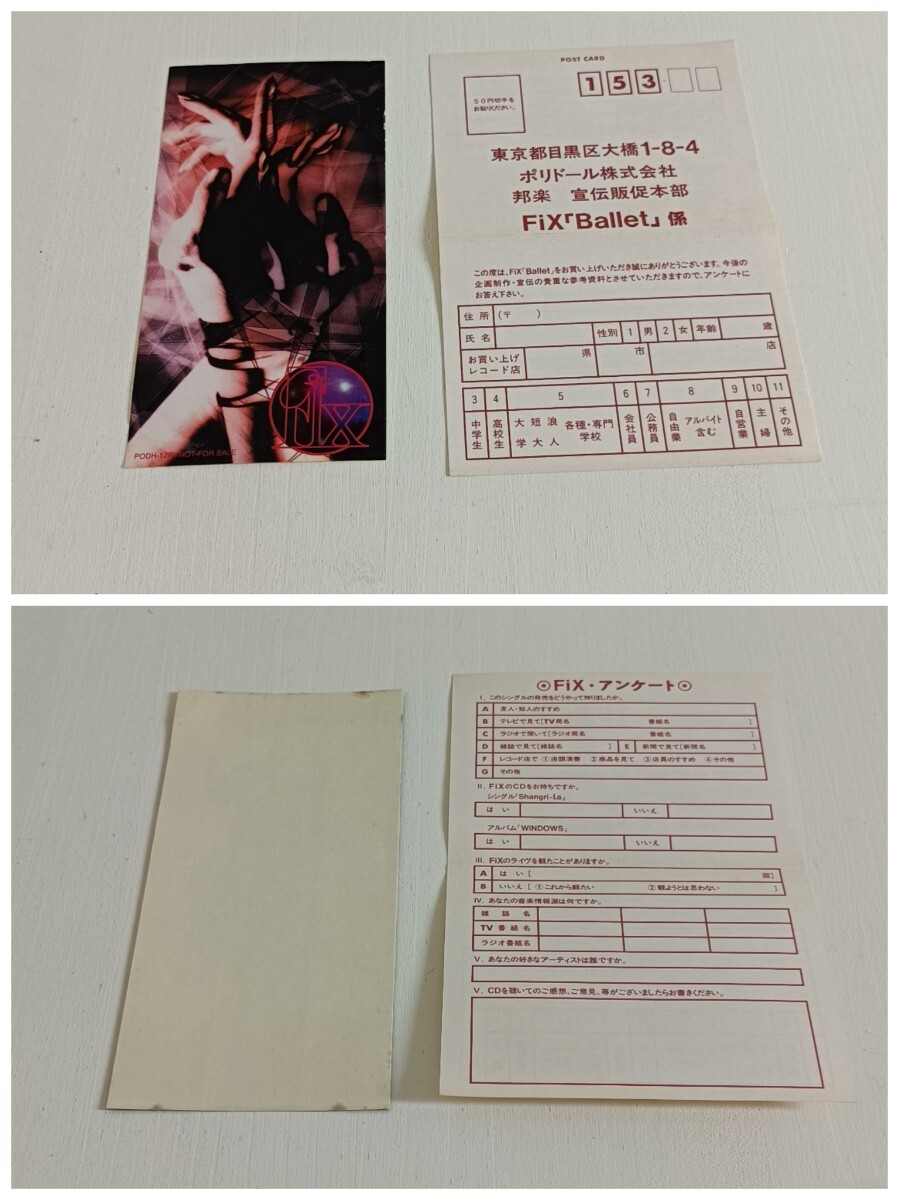 FiX
NOT-FOR SALE
POST CARD
50円切手を
お貼りください。
153
東京都目黒区大橋1-8-4
ポリドール株式会社
邦楽 宣伝販促本部
FiX「Ballet」係
この度は、FiX「Ballet」をお買い上げいただき誠にありがとうございます。今後の
企画制作・宣伝の貴重な参考資料とさせていただきますので、アンケートに
お答え下さい。
住所 (〒 )
氏名 性別 1 男 2 女 年齢 歳
お買い上げ
レコード店 県 市 店
3 4 5 6 7 8 9 10 11
中学生 高校生 大学 短大 浪人 各種・専門学校 会社員 公務員 自由業 アルバイト含む 自営業 主婦 その他
FiX・アンケート
I. このシングルの発売をどうやって知りましたか。
A 友人・知人のすすめ
B テレビで見て[TV局名 番組名 ]
C ラジオで聴いて[ラジオ局名 番組名 ]
D 雑誌で見て[雑誌名 ] E 新聞で見て[新聞名 ]
F レコード店で ①店頭演奏 ②商品を見て ③店員のすすめ ④その他
G その他
II. FiXのCDをお持ちですか。
シングル「Shangri-La」
はい いいえ
アルバム「WINDOWS」
はい いいえ
III. FiXのライヴを観たことがありますか。
A はい [ 回]
B いいえ [ ①これから観たい ②観ようとは思わない ]
IV. あなたの音楽情報源は何ですか。
雑誌名
TV番組名
ラジオ番組名
V. あなたの好きなアーティストは誰ですか。
V. CDを聴いてのご感想、ご意見、等がございましたらお書きください。